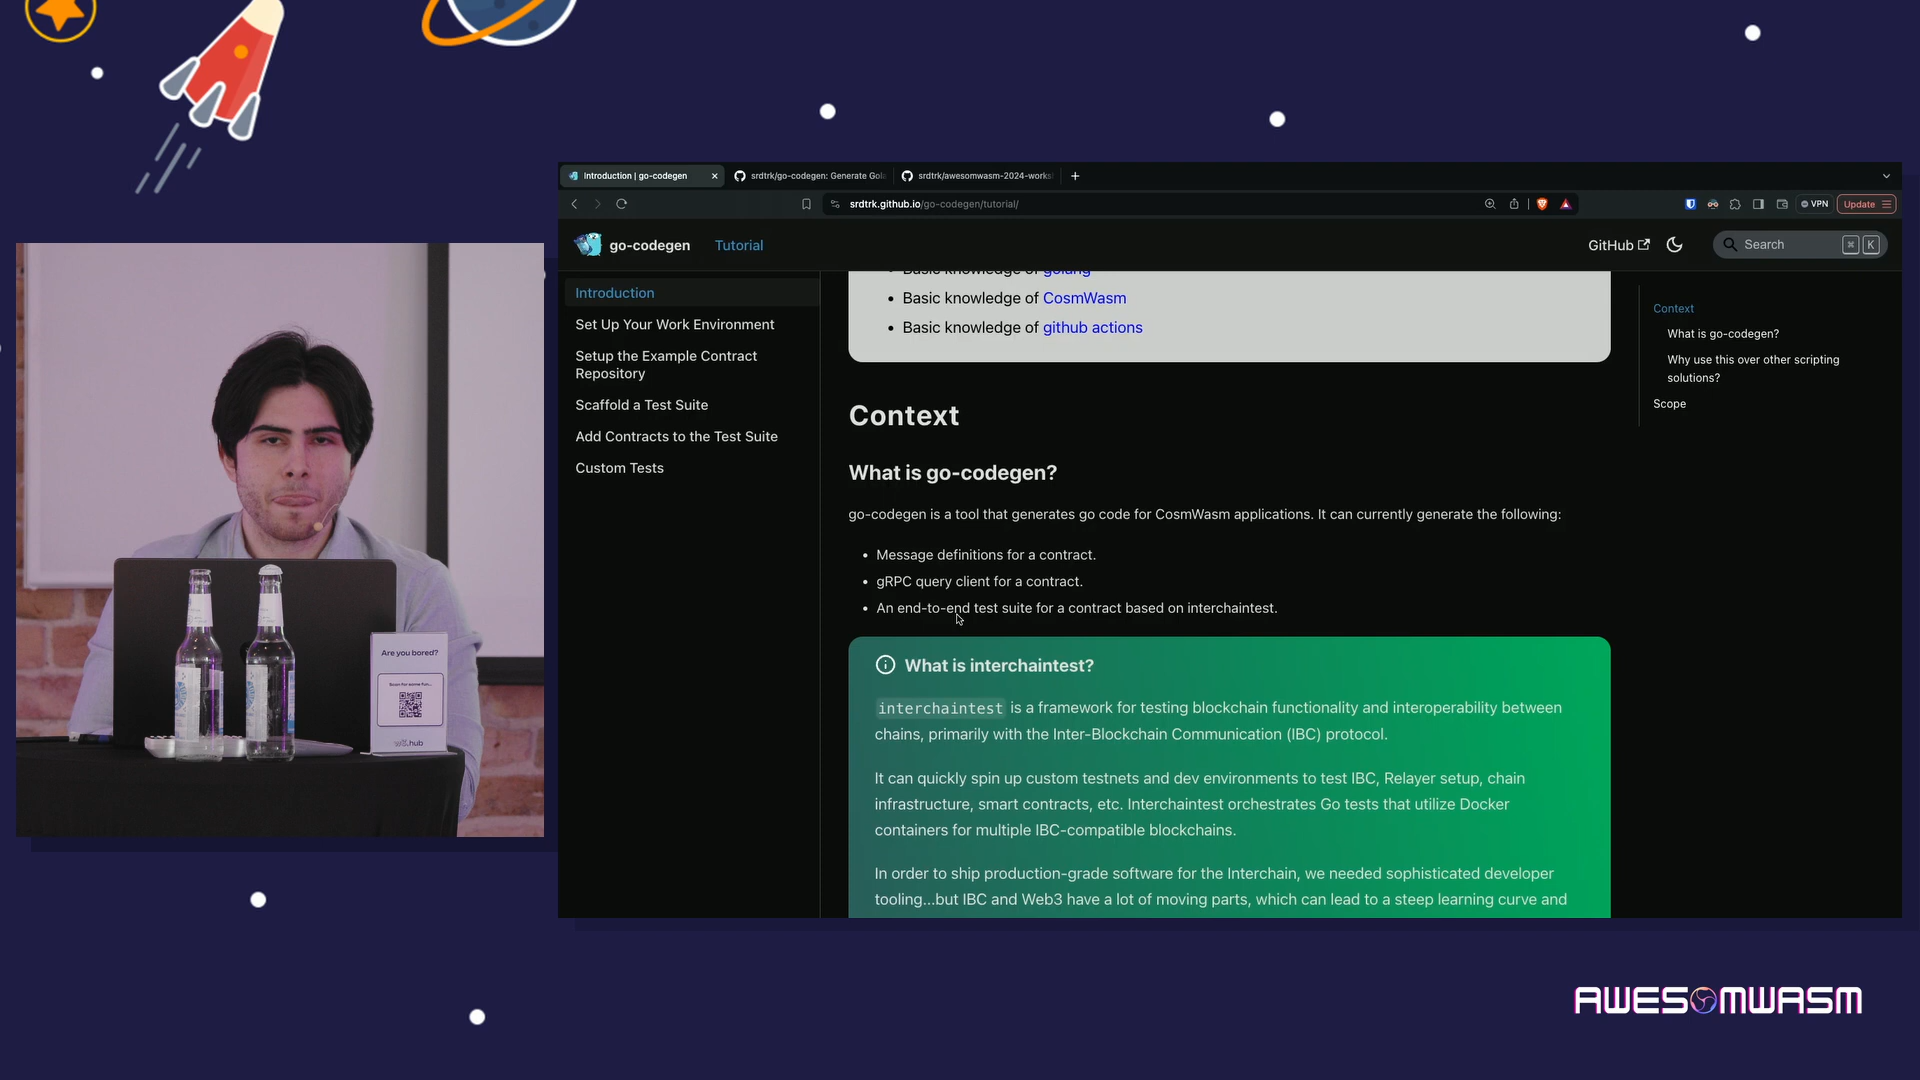 Introduction | go-codegen
srdtrk/go-codegen: Generate Gol
srdtrk/awesomwasm-2024-works
srdtrk.github.io/go-codegen/tutorial/
VPN
Update
go-codegen
Tutorial
GitHub
Search
⌘ K
Introduction
Set Up Your Work Environment
Setup the Example Contract
Repository
Scaffold a Test Suite
Add Contracts to the Test Suite
Custom Tests
• Basic knowledge of golang
• Basic knowledge of CosmWasm
• Basic knowledge of github actions
Context
What is go-codegen?
go-codegen is a tool that generates go code for CosmWasm applications. It can currently generate the following:
• Message definitions for a contract.
• gRPC query client for a contract.
• An end-to-end test suite for a contract based on interchaintest.
What is interchaintest?
interchaintest is a framework for testing blockchain functionality and interoperability between
chains, primarily with the Inter-Blockchain Communication (IBC) protocol.
It can quickly spin up custom testnets and dev environments to test IBC, Relayer setup, chain
infrastructure, smart contracts, etc. Interchaintest orchestrates Go tests that utilize Docker
containers for multiple IBC-compatible blockchains.
In order to ship production-grade software for the Interchain, we needed sophisticated developer
tooling...but IBC and Web3 have a lot of moving parts, which can lead to a steep learning curve and
Context
What is go-codegen?
Why use this over other scripting
solutions?
Scope
Are you bored?
Scan for some fun...
AWESOMWASM